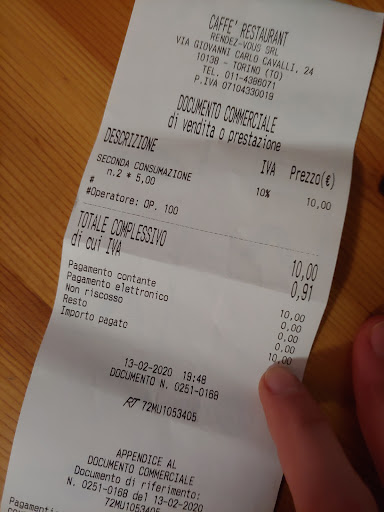 CAFFE' RESTAURANT
RENDEZ-VOUS SRL
VIA GIOVANNI CARLO CAVALLI, 24
10138 - TORINO (TO)
TEL. 011-4386071
P.IVA 07104330019
DOCUMENTO COMMERCIALE
di vendita o prestazione
DESCRIZIONE IVA Prezzo(€)
SECONDA CONSUMAZIONE
n.2 * 5,00 10% 10,00
#
#Operatore: OP. 100
TOTALE COMPLESSIVO 10,00
di cui IVA 0,91
Pagamento contante 10,00
Pagamento elettronico 0,00
Non riscosso 0,00
Resto 0,00
Importo pagato 10,00
13-02-2020 19:48
DOCUMENTO N. 0251-0168
RT 72MU1053405
APPENDICE AL
DOCUMENTO COMMERCIALE
Documento di riferimento:
N. 0251-0168 del 13-02-2020
72MU1053405